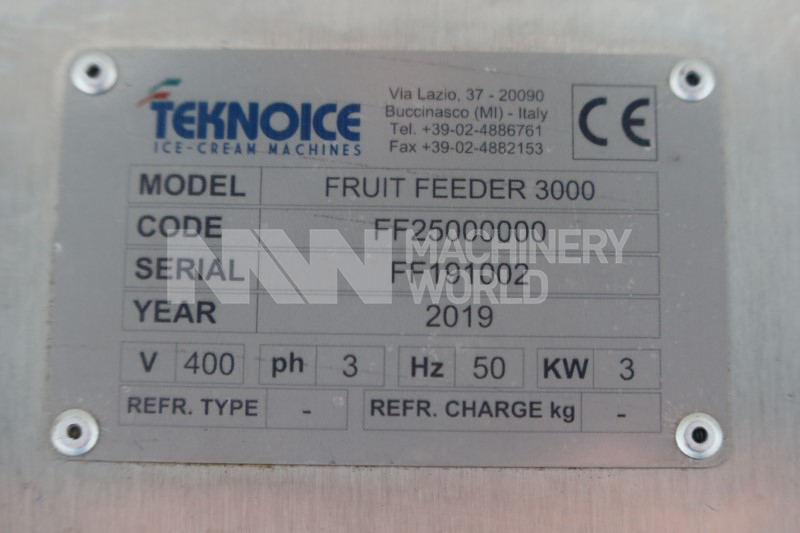 TEKNOICE
ICE-CREAM MACHINES
Via Lazio, 37 - 20090
Buccinasco (MI) - Italy
Tel. +39-02-4886761
Fax +39-02-4882153
CE
MODEL FRUIT FEEDER 3000
CODE FF25000000
SERIAL FF191002
YEAR 2019
V 400 ph 3 Hz 50 KW 3
REFR. TYPE - REFR. CHARGE kg -
MW MACHINERY
WORLD